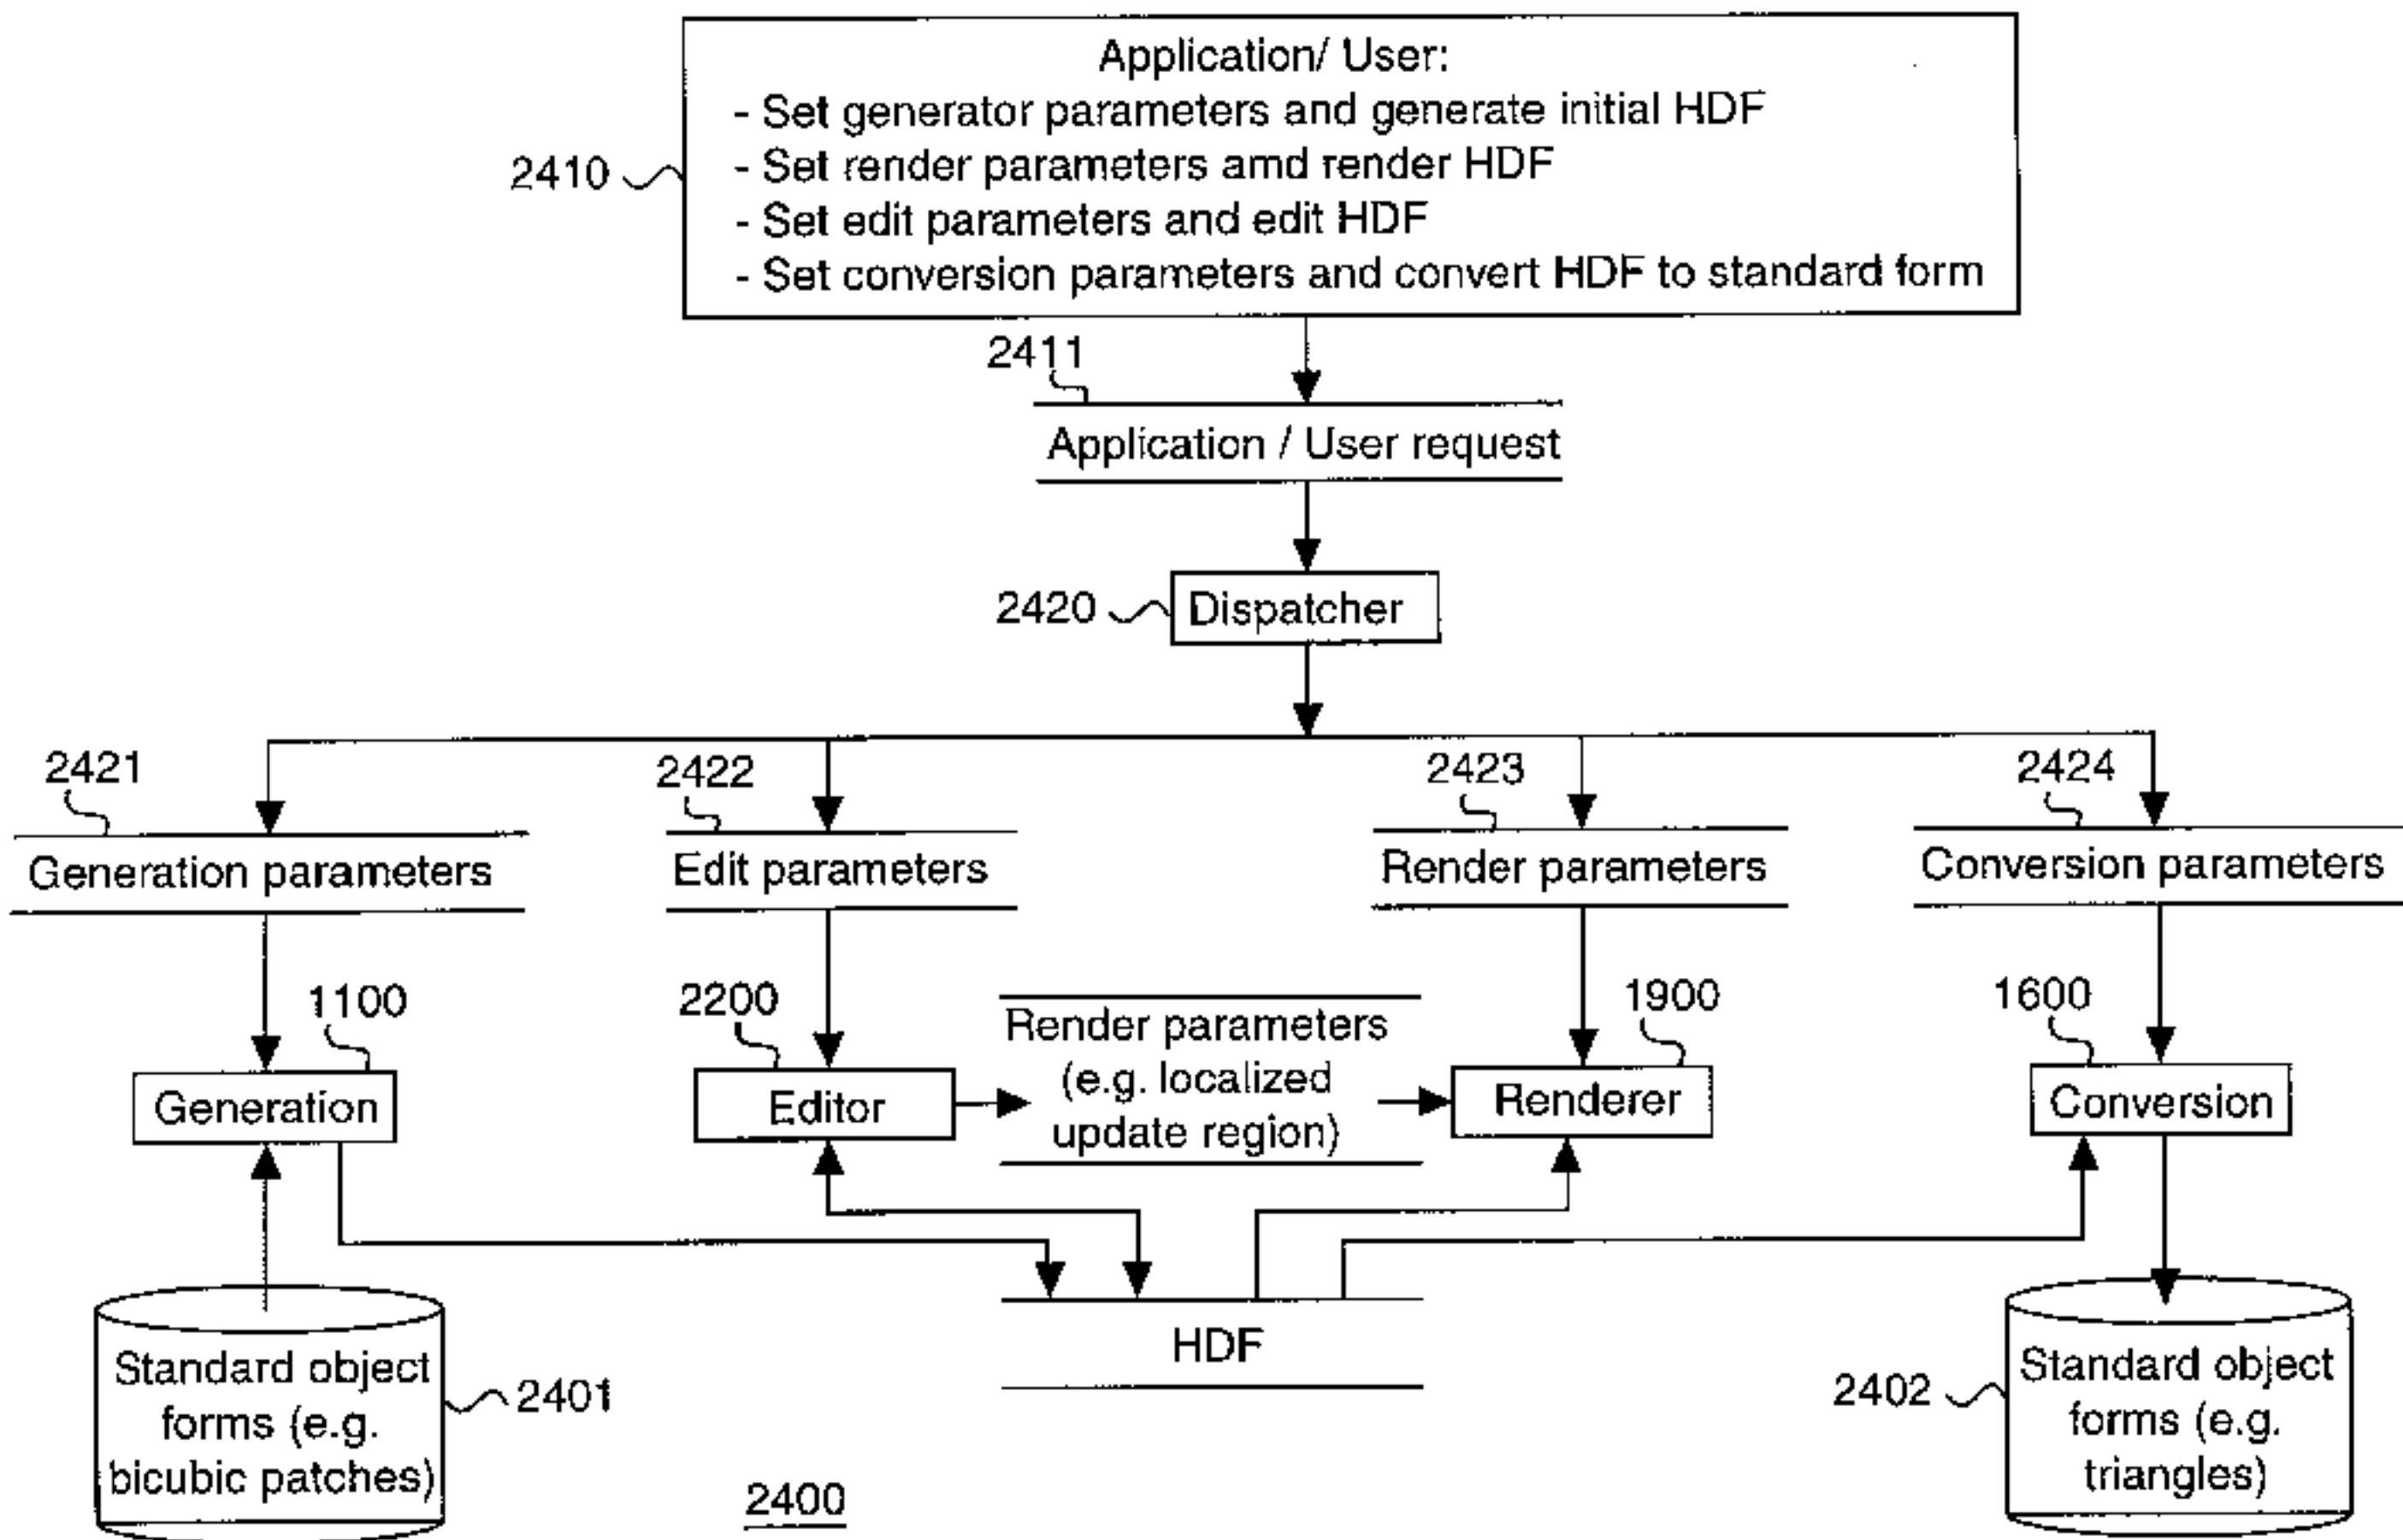 Application/ User:
- Set generator parameters and generate initial HDF
- Set render parameters amd render HDF
- Set edit parameters and edit HDF
- Set conversion parameters and convert HDF to standard form
2410
2411
Application / User request
2420
Dispatcher
2421
2422
2423
2424
Generation parameters
Edit parameters
Render parameters
Conversion parameters
1100
2200
1900
1600
Generation
Editor
Render parameters
(e.g. localized
update region)
Renderer
Conversion
Standard object
forms (e.g.
bicubic patches)
2401
HDF
2402
Standard object
forms (e.g.
triangles)
2400